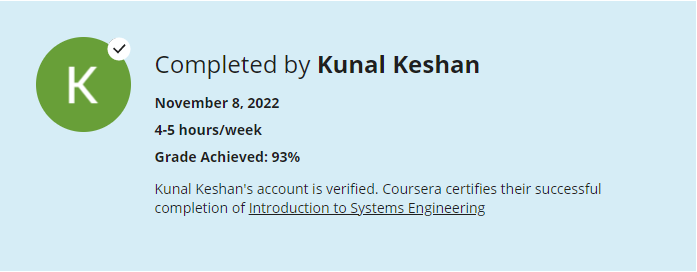 K
Completed by Kunal Keshan
November 8, 2022
4-5 hours/week
Grade Achieved: 93%
Kunal Keshan's account is verified. Coursera certifies their successful
completion of Introduction to Systems Engineering